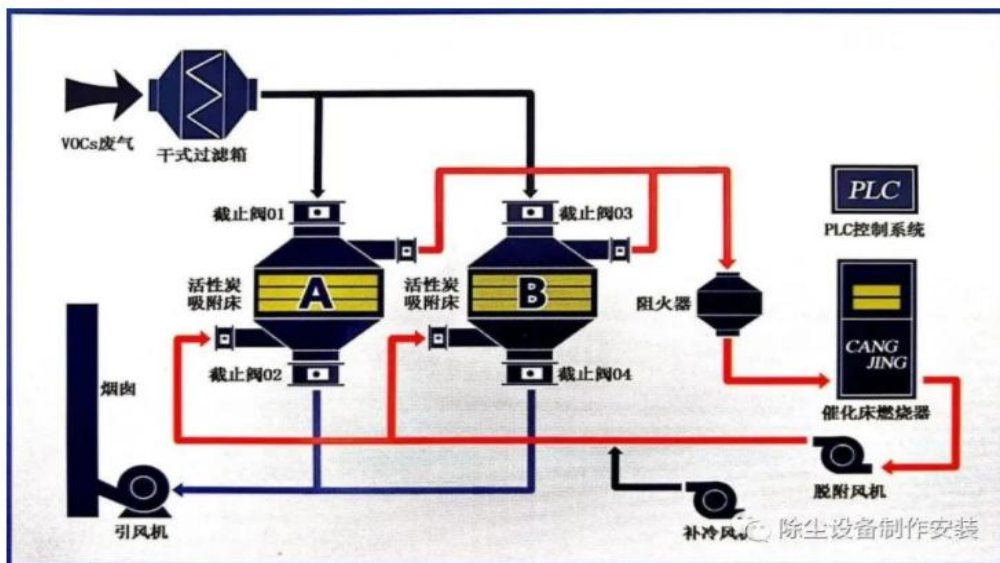 VOCs废气
干式过滤箱
截止阀01
截止阀03
PLC
PLC控制系统
活性炭
吸附床
A
活性炭
吸附床
B
阻火器
烟囱
截止阀02
截止阀04
CANG
JING
催化床燃烧器
引风机
脱附风机
补冷风机
除尘设备制作安装